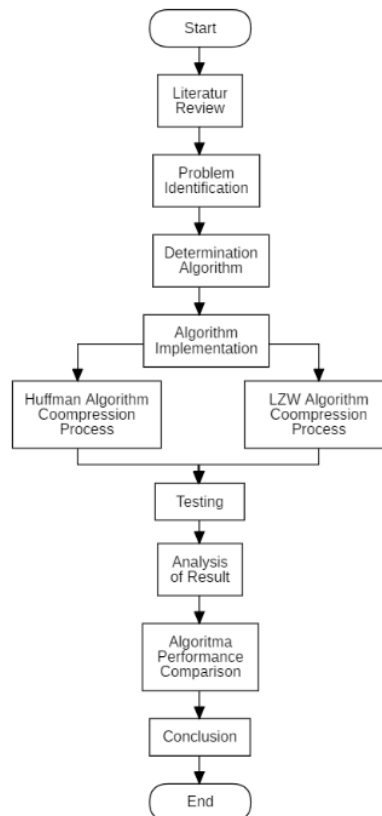 Start
Literatur
Review
Problem
Identification
Determination
Algorithm
Algorithm
Implementation
Huffman Algorithm
Coompression
Process
LZW Algorithm
Coompression
Process
Testing
Analysis
of Result
Algoritma
Performance
Comparison
Conclusion
End